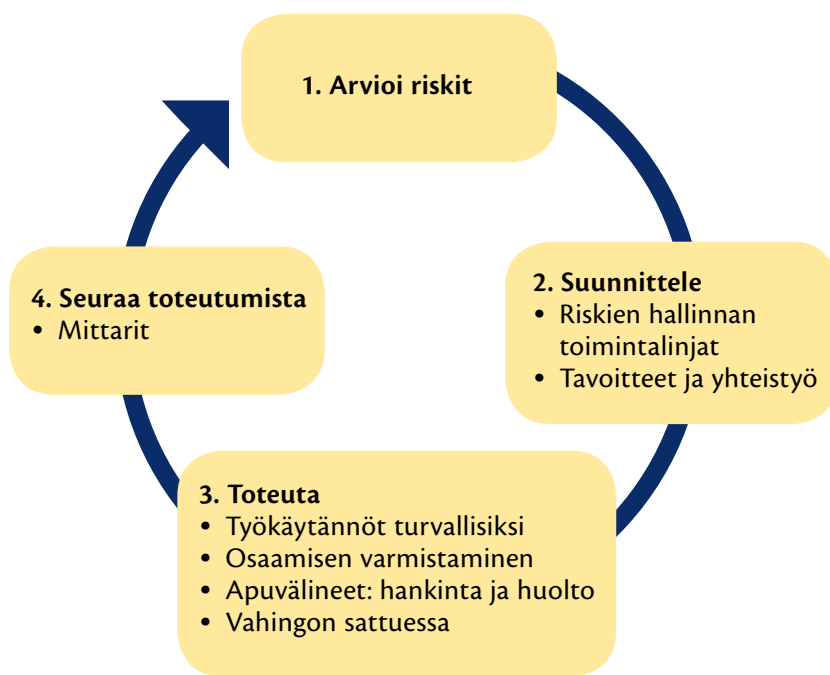 1. Arvioi riskit
2. Suunnittele
• Riskien hallinnan
toimintalinjat
• Tavoitteet ja yhteistyö
3. Toteuta
• Työkäytännöt turvallisiksi
• Osaamisen varmistaminen
• Apuvälineet: hankinta ja huolto
• Vahingon sattuessa
4. Seuraa toteutumista
• Mittarit